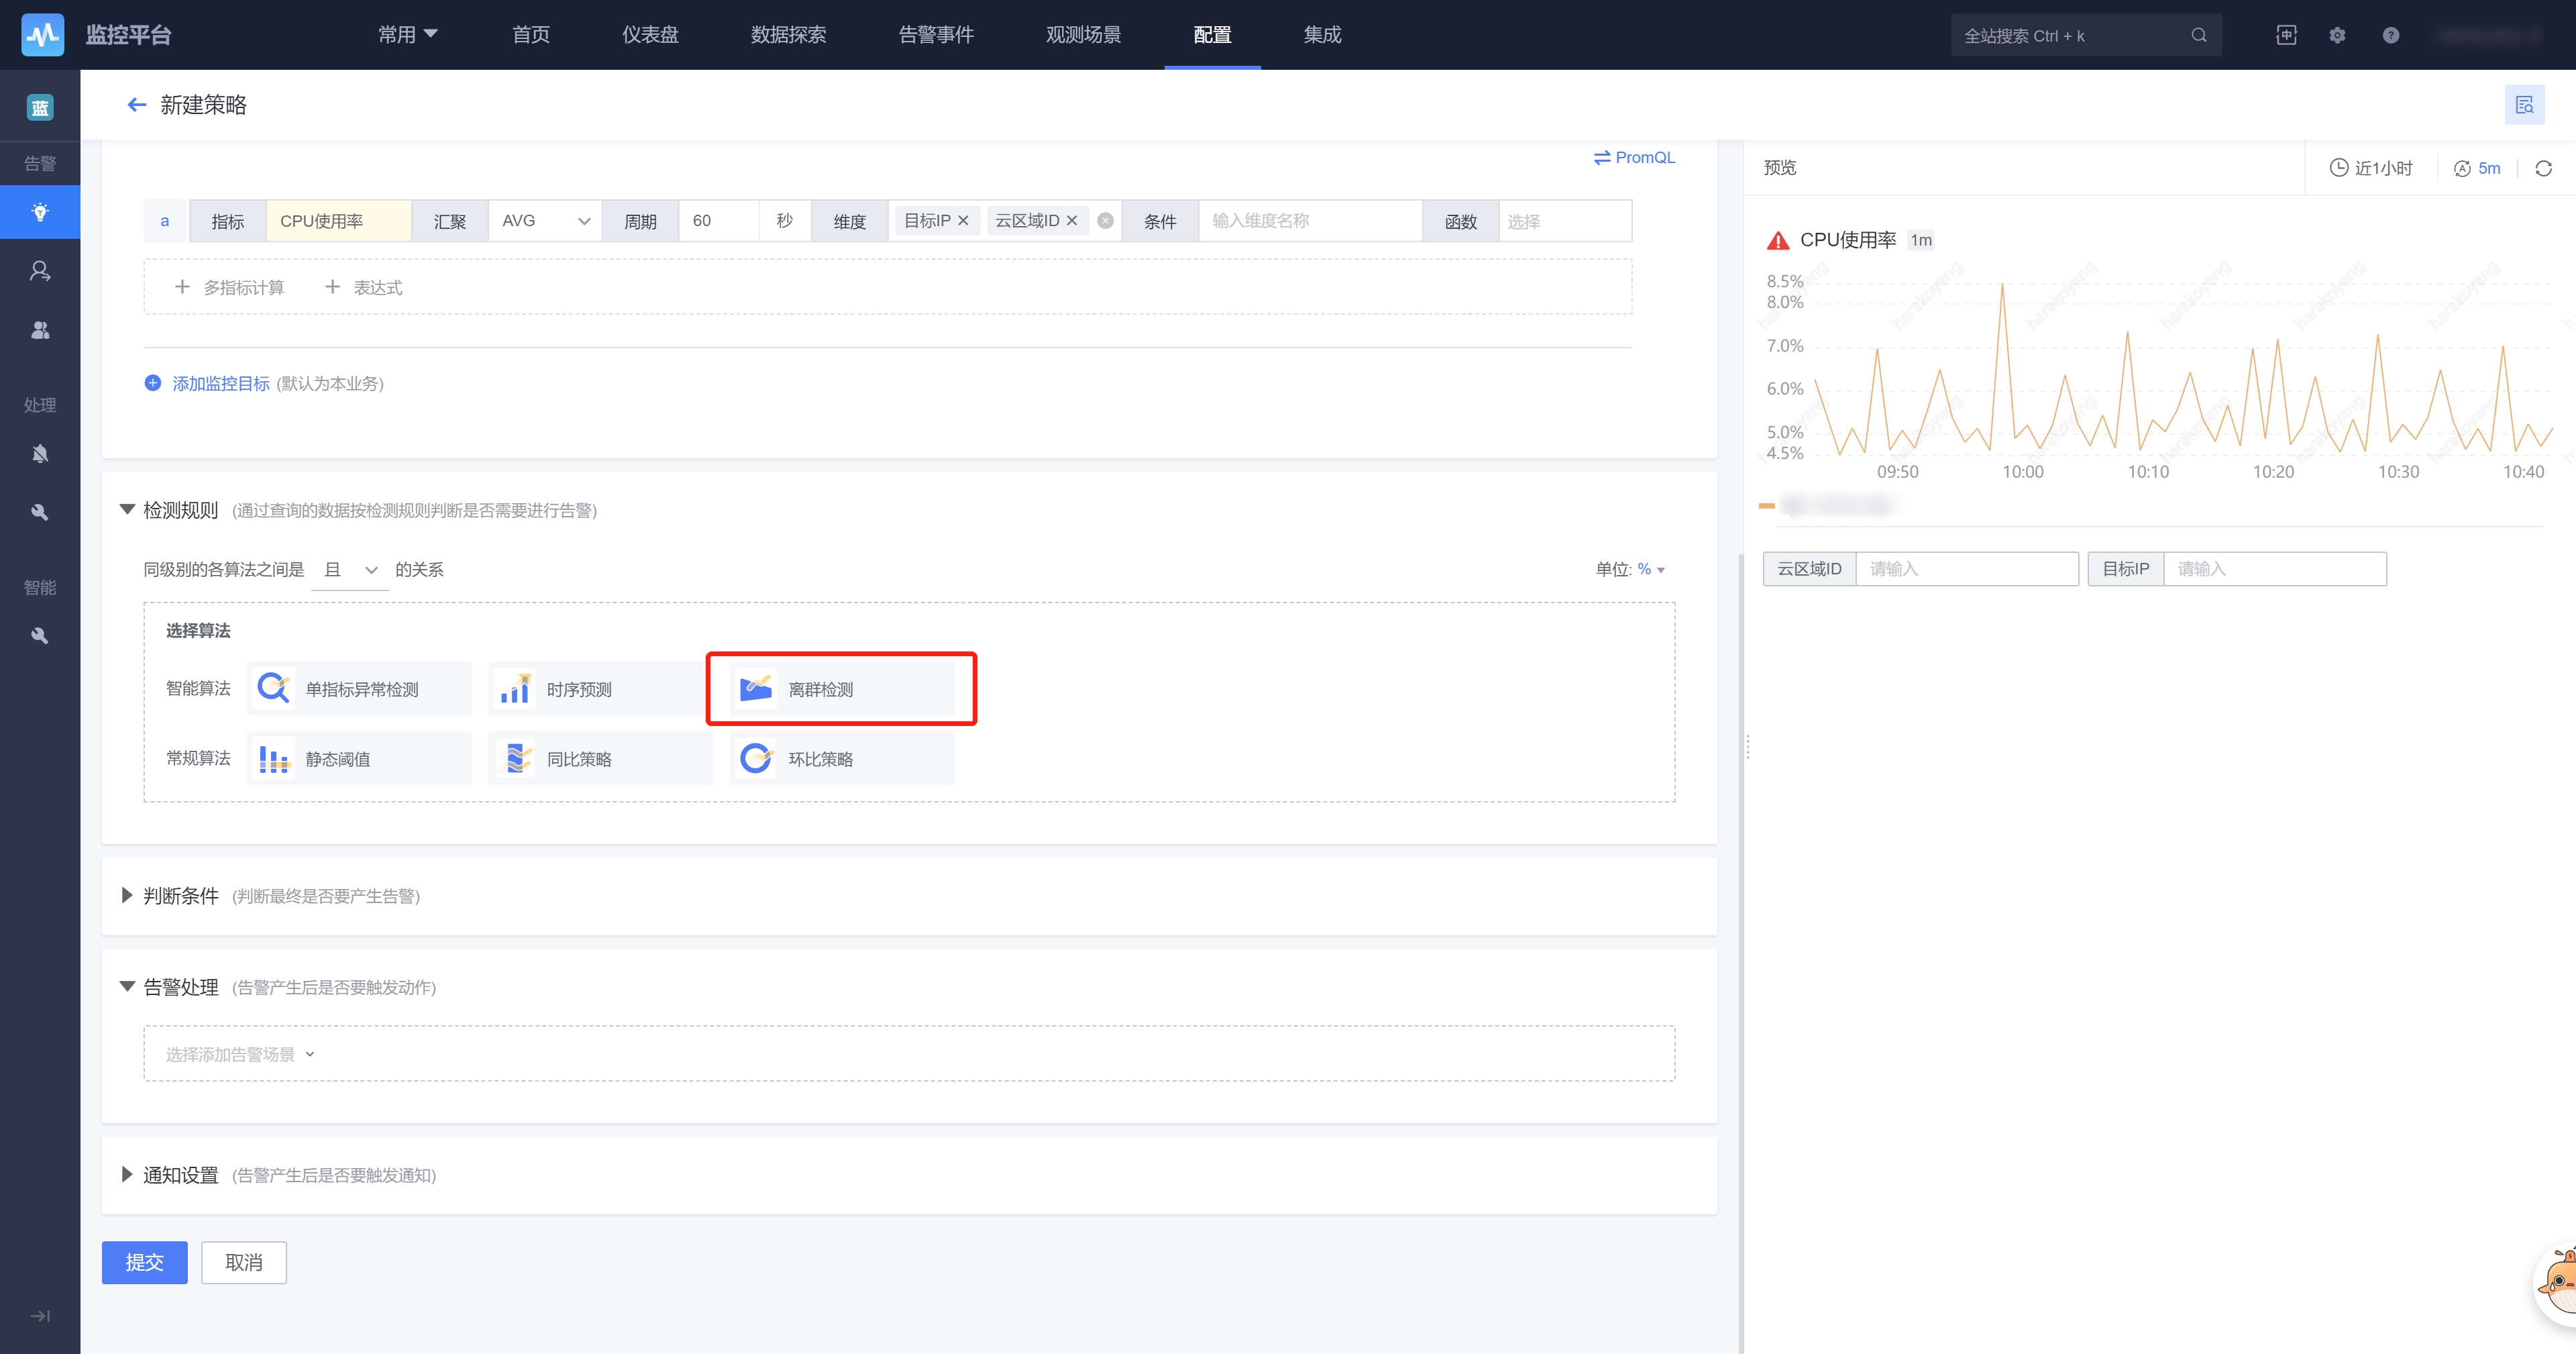 监控平台
常用 首页 仪表盘 数据探索 告警事件 观测场景 配置 集成
全站搜索 Ctrl + k
中
?
蓝
告警
处理
智能
新建策略
PromQL
a 指标 CPU使用率 汇聚 AVG 周期 60 秒 维度 目标IP 云区域ID 条件 输入维度名称 函数 选择
多指标计算 表达式
添加监控目标 (默认为本业务)
检测规则 (通过查询的数据按检测规则判断是否需要进行告警)
同级别的各算法之间是 且 的关系
单位: %
选择算法
智能算法 单指标异常检测 时序预测 离群检测
常规算法 静态阈值 同比策略 环比策略
判断条件 (判断最终是否要产生告警)
告警处理 (告警产生后是否要触发动作)
选择添加告警场景
通知设置 (告警产生后是否要触发通知)
提交 取消
预览
近1小时 5m
CPU使用率 1m
8.5%
8.0%
7.0%
6.0%
5.0%
4.5%
09:50 10:00 10:10 10:20 10:30 10:40
harakoyang harakoyang harakoyang harakoyang harakoyang
云区域ID 请输入 目标IP 请输入